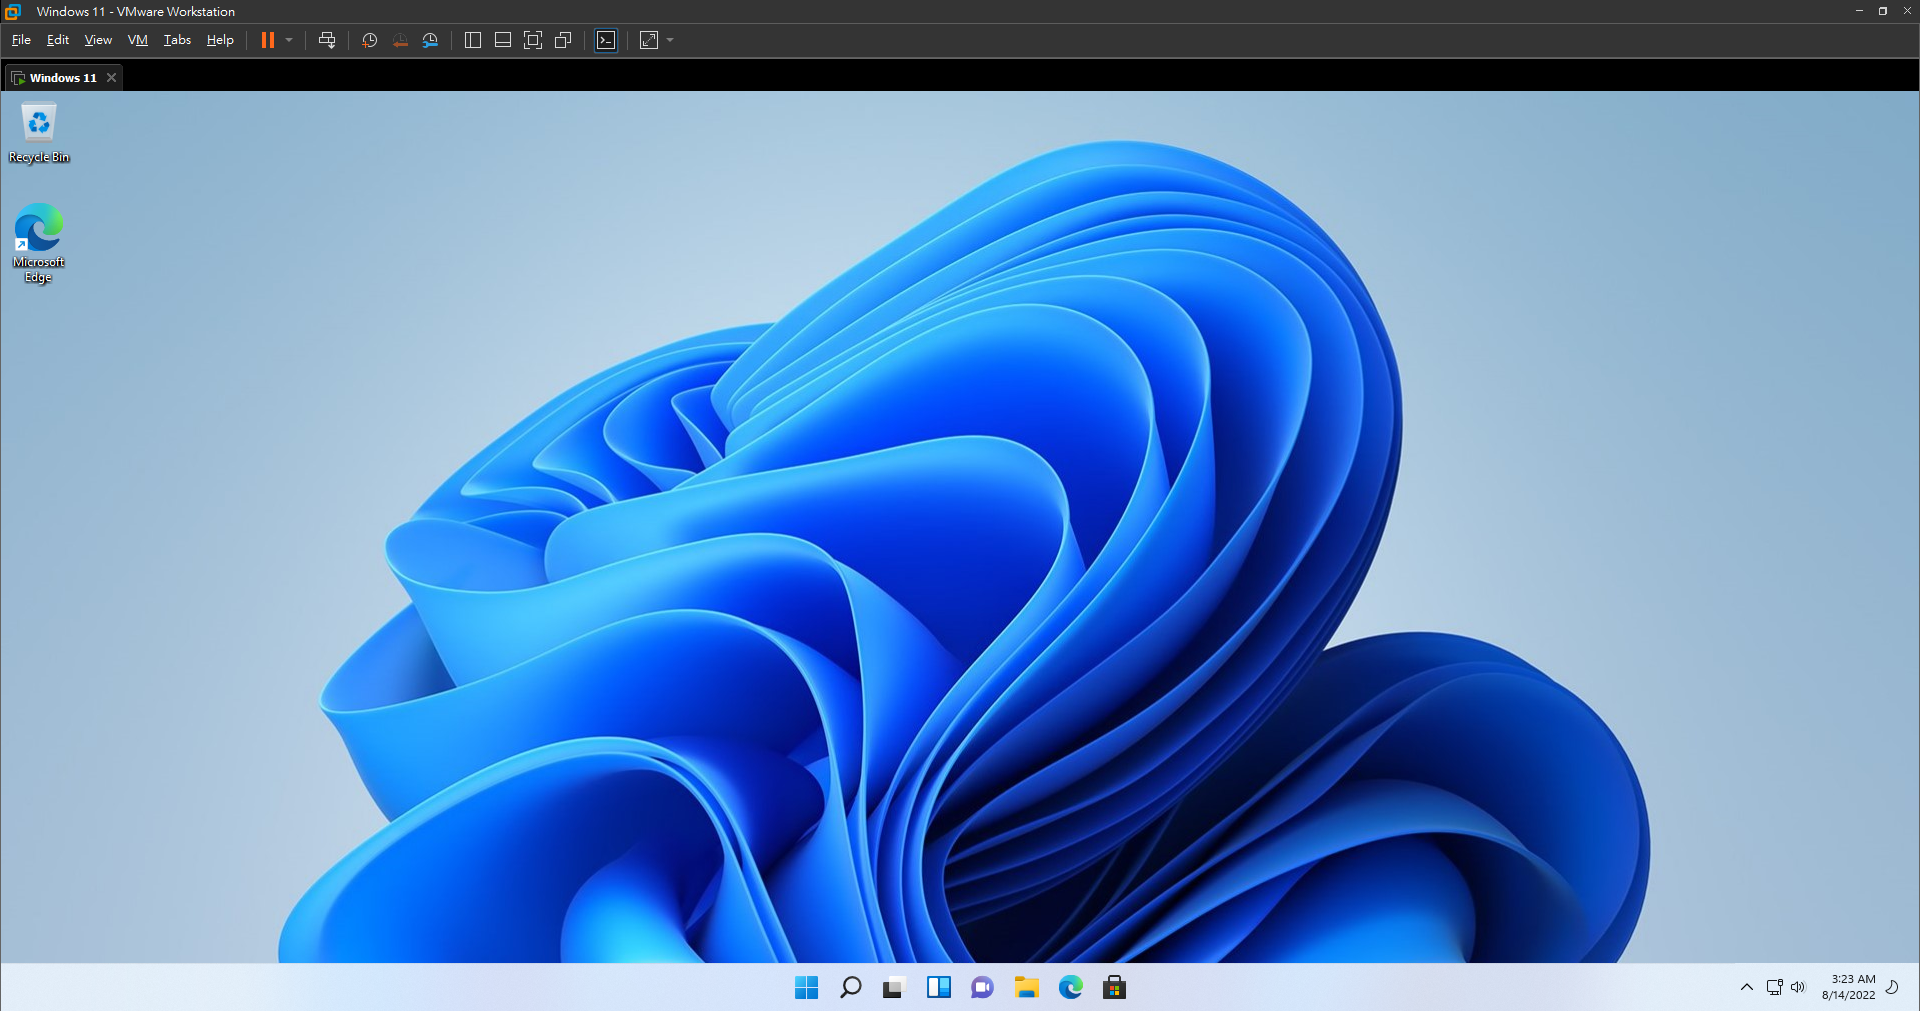 Windows 11 - VMware Workstation
File Edit View VM Tabs Help
Windows 11
Recycle Bin
Microsoft
Edge
3:23 AM
8/14/2022